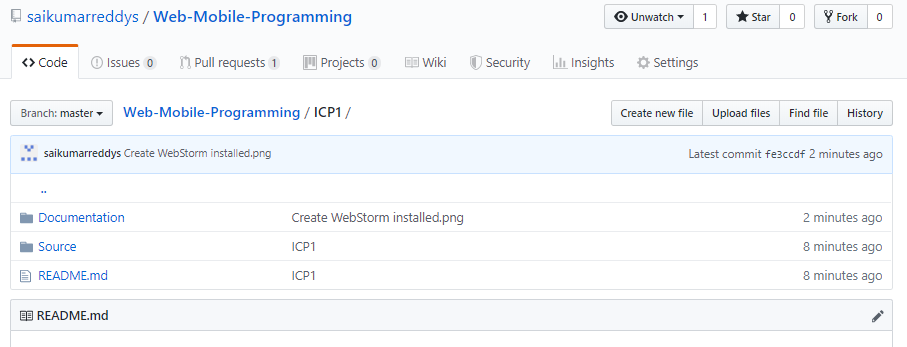 saikumarreddys / Web-Mobile-Programming Unwatch 1 Star 0 Fork 0
Code Issues 0 Pull requests 1 Projects 0 Wiki Security Insights Settings
Branch: master Web-Mobile-Programming / ICP1 / Create new file Upload files Find file History
saikumarreddys Create WebStorm installed.png Latest commit fe3ccdf 2 minutes ago
..
Documentation Create WebStorm installed.png 2 minutes ago
Source ICP1 8 minutes ago
README.md ICP1 8 minutes ago
README.md